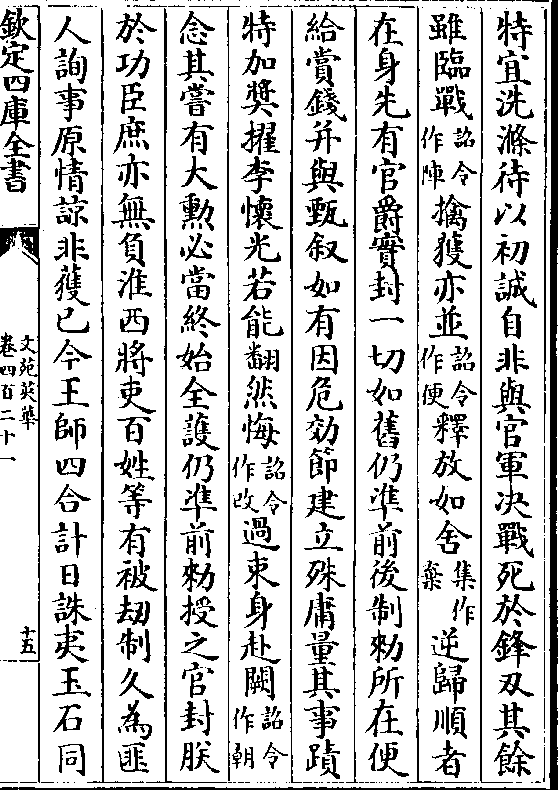 特宜洗滌待以初誠自非與官軍决戰死於鋒刃其餘
雖臨戰詔令作陣擒獲亦並詔令作便釋放如舍集作棄逆歸順者
在身先有官爵實封一切如舊仍凖前後制勑所在便
給賞錢并與甄叙如有因危効節建立殊庸量其事蹟
特加奬擢李懷光若能翻然悔詔令作改過束身赴闕詔令作朝
念其嘗有大勲必當終始全護仍凖前勑授之官封朕
於功臣庶亦無負淮西將吏百姓等有被刧制久為匪
人詢事原情諒非獲已今王師四合計日誅夷玉石同
欽定四庫全書
文苑英華
卷四百二十一
十五